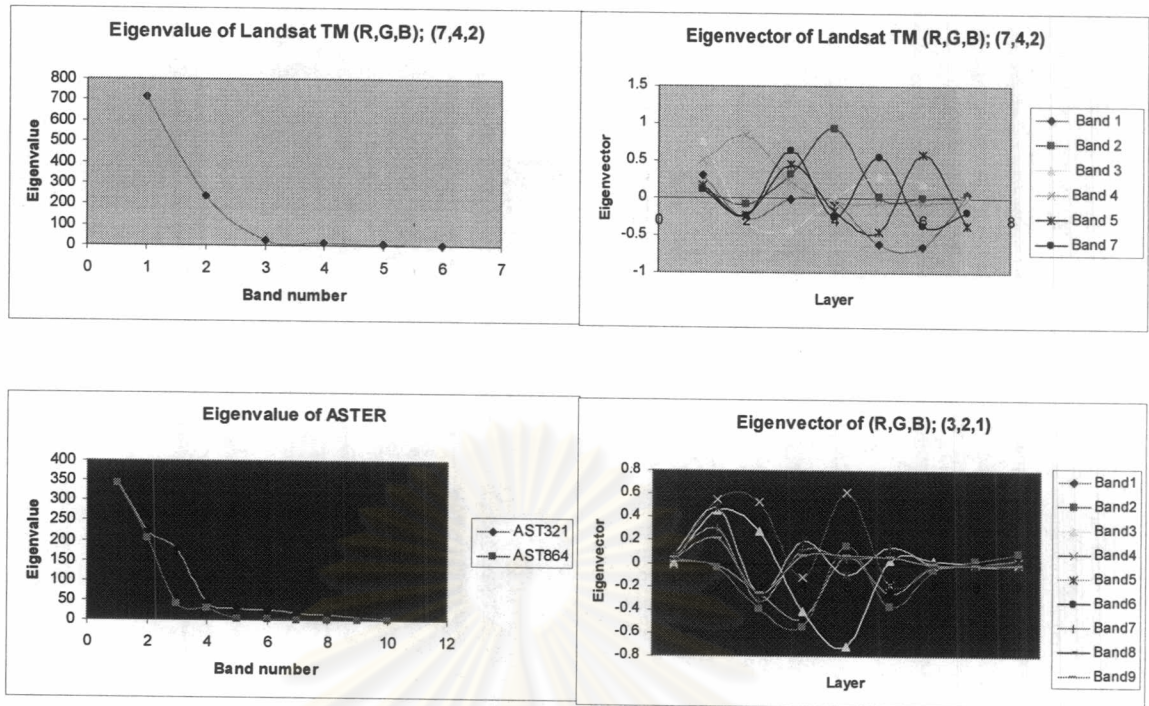 Eigenvalue of Landsat TM (R,G,B); (7,4,2)
800
700
600
500
400
300
200
100
0
Eigenvalue
0 1 2 3 4 5 6 7
Band number
Eigenvector of Landsat TM (R,G,B); (7,4,2)
1.5
1
0.5
0
-0.5
-1
Eigenvector
0 2 4 6 8
Layer
Band 1
Band 2
Band 3
Band 4
Band 5
Band 7
Eigenvalue of ASTER
400
350
300
250
200
150
100
50
0
Eigenvalue
0 2 4 6 8 10 12
Band number
AST321
AST864
Eigenvector of (R,G,B); (3,2,1)
0.8
0.6
0.4
0.2
0
-0.2
-0.4
-0.6
-0.8
Eigenvector
Layer
Band1
Band2
Band3
Band4
Band5
Band6
Band7
Band8
Band9